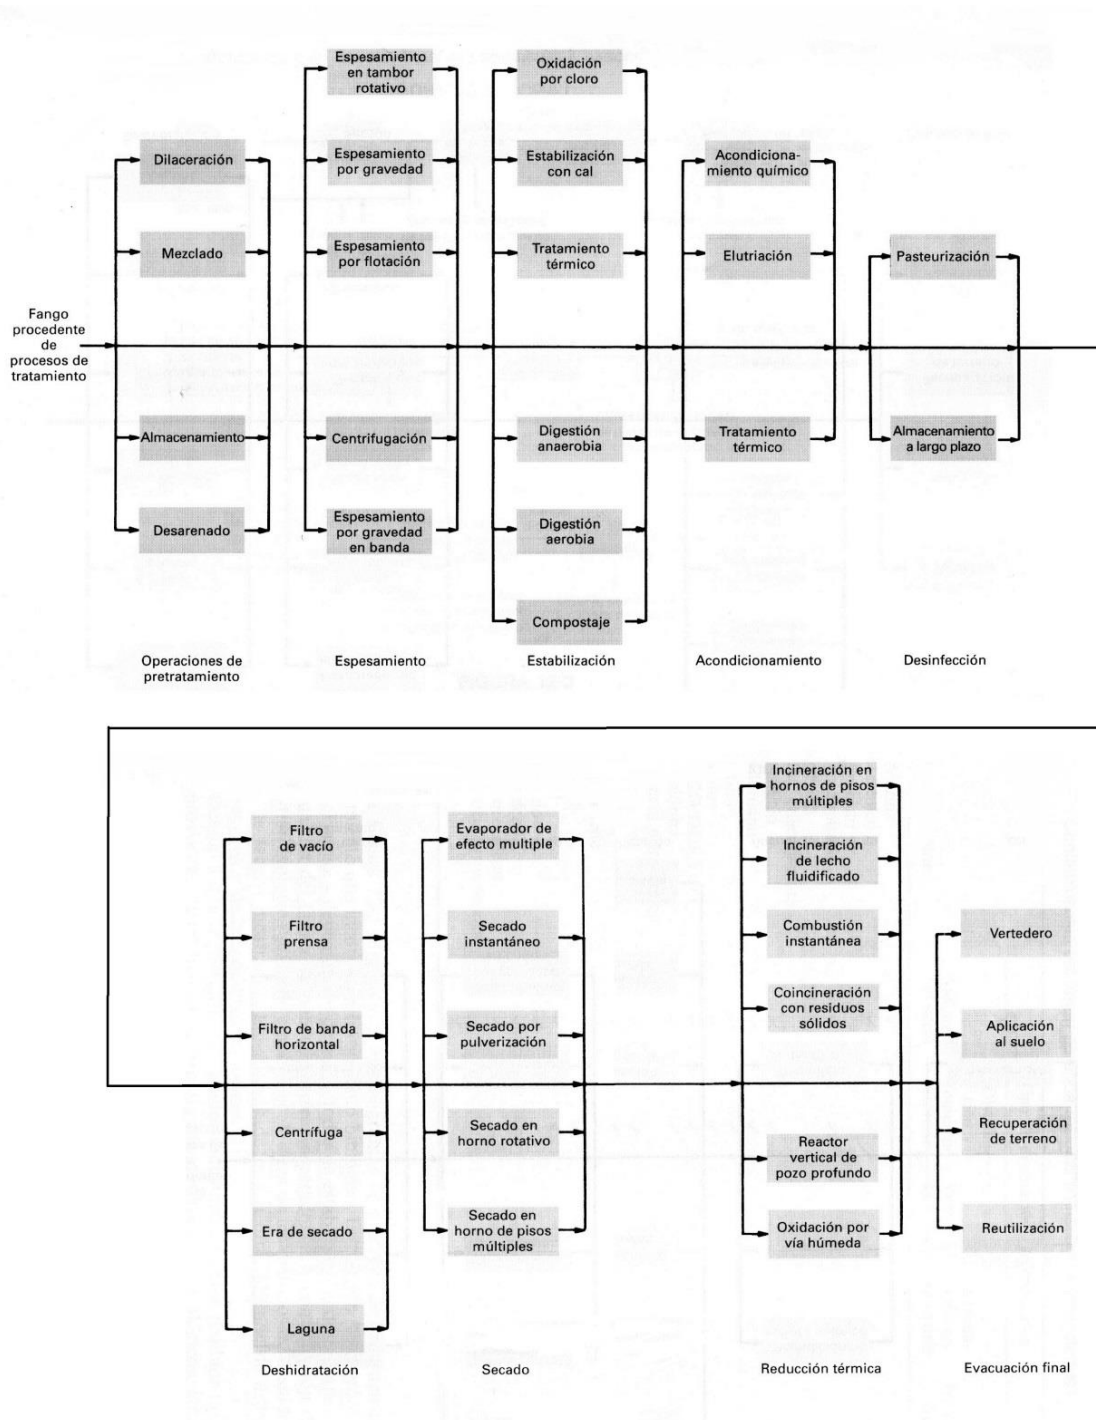 Fango
procedente
de
procesos de
tratamiento
Dilaceración
Mezclado
Almacenamiento
Desarenado
Operaciones de
pretratamiento
Espesamiento
en tambor
rotativo
Espesamiento
por gravedad
Espesamiento
por flotación
Centrifugación
Espesamiento
por gravedad
en banda
Espesamiento
Oxidación
por cloro
Estabilización
con cal
Tratamiento
térmico
Digestión
anaerobia
Digestión
aerobia
Compostaje
Estabilización
Acondiciona-
miento químico
Elutriación
Tratamiento
térmico
Acondicionamiento
Pasteurización
Almacenamiento
a largo plazo
Desinfección
Filtro
de vacío
Filtro
prensa
Filtro de banda
horizontal
Centrífuga
Era de secado
Laguna
Deshidratación
Evaporador de
efecto multiple
Secado
instantáneo
Secado por
pulverización
Secado en
horno rotativo
Secado en
horno de pisos
múltiples
Secado
Incineración en
hornos de pisos
múltiples
Incineración
de lecho
fluidificado
Combustión
instantánea
Coincineración
con residuos
sólidos
Reactor
vertical de
pozo profundo
Oxidación por
vía húmeda
Reducción térmica
Vertedero
Aplicación
al suelo
Recuperación
de terreno
Reutilización
Evacuación final